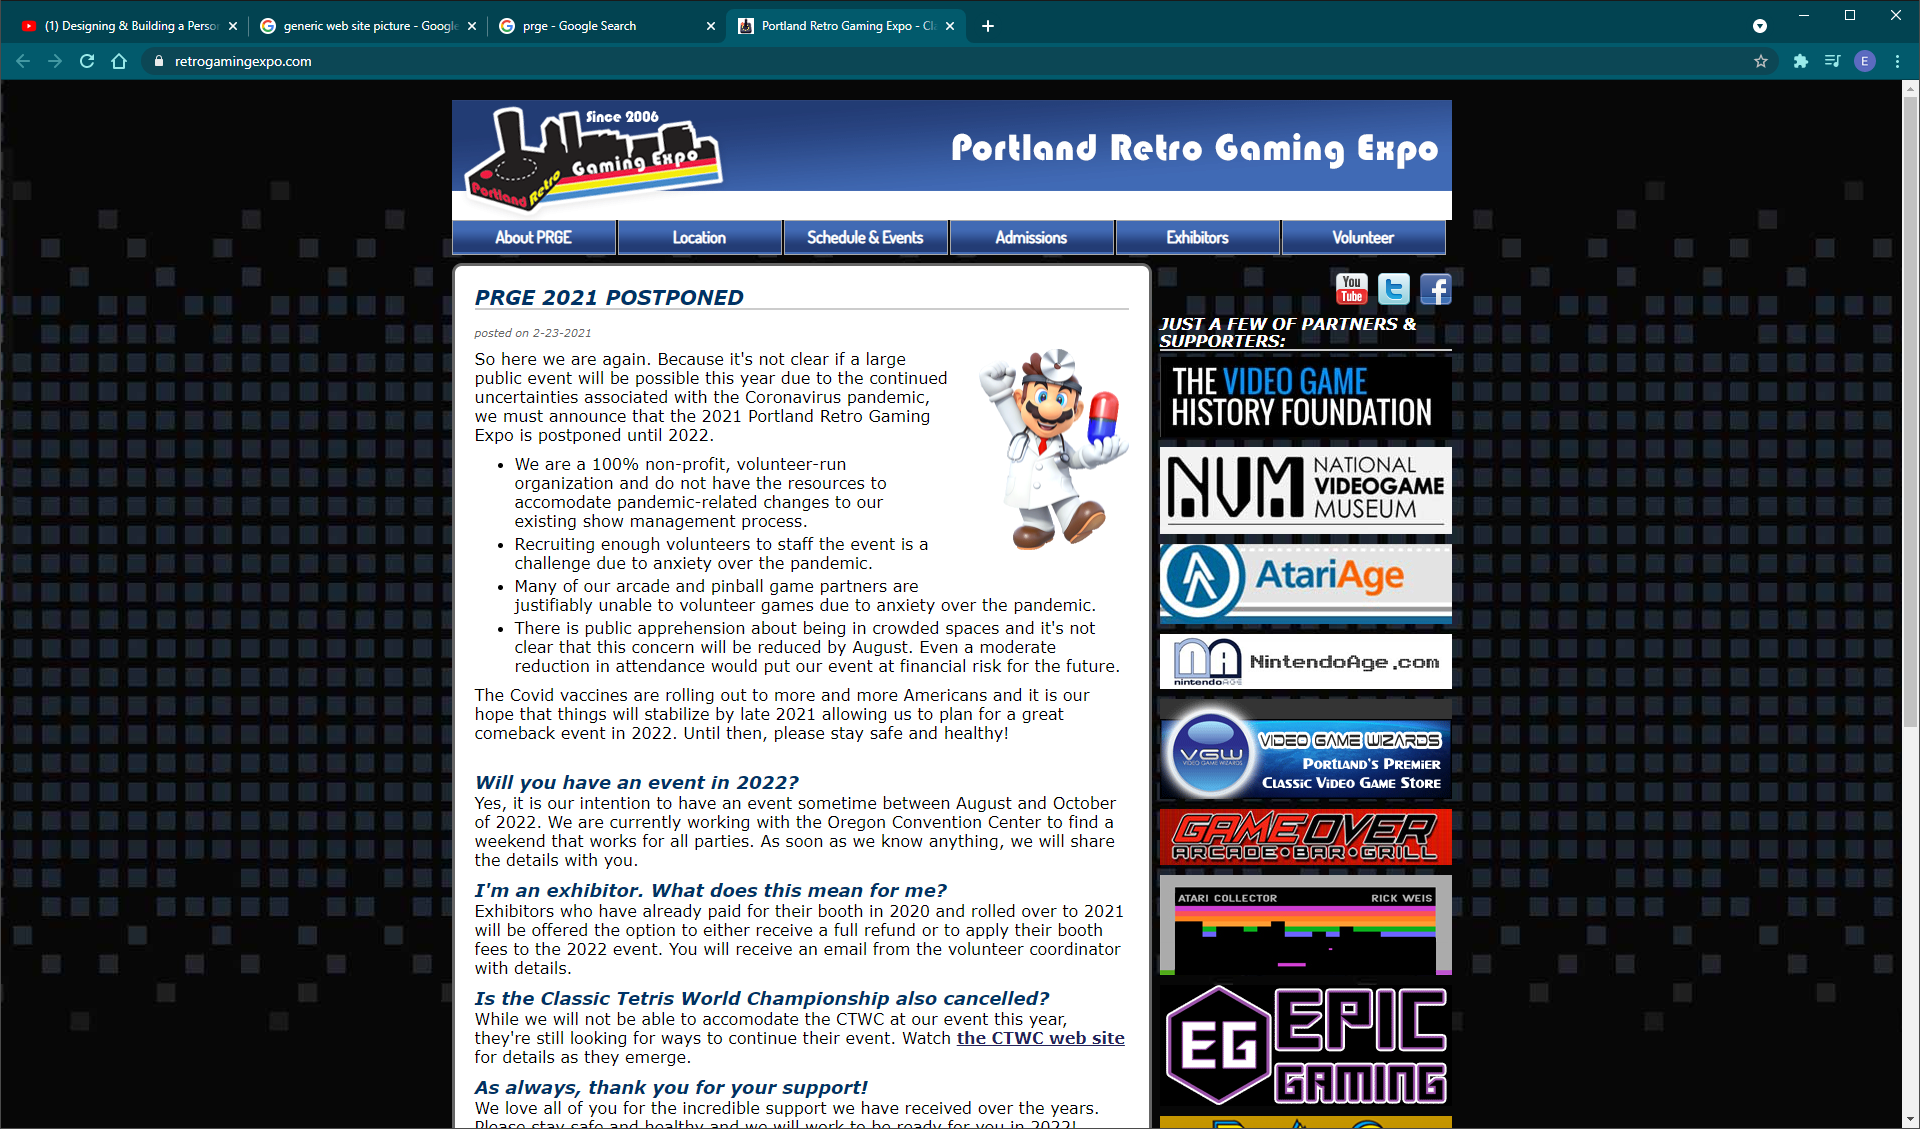 (1) Designing & Building a Perso
generic web site picture - Google
prge - Google Search
Portland Retro Gaming Expo - Cl
retrogamingexpo.com
E
Since 2006
Gaming Expo
Portland Retro
Portland Retro Gaming Expo
About PRGE
Location
Schedule & Events
Admissions
Exhibitors
Volunteer
PRGE 2021 POSTPONED
posted on 2-23-2021
So here we are again. Because it's not clear if a large
public event will be possible this year due to the continued
uncertainties associated with the Coronavirus pandemic,
we must announce that the 2021 Portland Retro Gaming
Expo is postponed until 2022.
• We are a 100% non-profit, volunteer-run
organization and do not have the resources to
accomodate pandemic-related changes to our
existing show management process.
• Recruiting enough volunteers to staff the event is a
challenge due to anxiety over the pandemic.
• Many of our arcade and pinball game partners are
justifiably unable to volunteer games due to anxiety over the pandemic.
• There is public apprehension about being in crowded spaces and it's not
clear that this concern will be reduced by August. Even a moderate
reduction in attendance would put our event at financial risk for the future.
The Covid vaccines are rolling out to more and more Americans and it is our
hope that things will stabilize by late 2021 allowing us to plan for a great
comeback event in 2022. Until then, please stay safe and healthy!
Will you have an event in 2022?
Yes, it is our intention to have an event sometime between August and October
of 2022. We are currently working with the Oregon Convention Center to find a
weekend that works for all parties. As soon as we know anything, we will share
the details with you.
I'm an exhibitor. What does this mean for me?
Exhibitors who have already paid for their booth in 2020 and rolled over to 2021
will be offered the option to either receive a full refund or to apply their booth
fees to the 2022 event. You will receive an email from the volunteer coordinator
with details.
Is the Classic Tetris World Championship also cancelled?
While we will not be able to accomodate the CTWC at our event this year,
they're still looking for ways to continue their event. Watch the CTWC web site
for details as they emerge.
As always, thank you for your support!
We love all of you for the incredible support we have received over the years.
Please stay safe and healthy and we will work to be ready for you in 2022!
You
Tube
t
f
JUST A FEW OF PARTNERS &
SUPPORTERS:
THE VIDEO GAME
HISTORY FOUNDATION
NVM
NATIONAL
VIDEOGAME
MUSEUM
AtariAge
NA
nintendoAGE
NintendoAge.com
VGW
VIDEO GAME WIZARDS
VIDEO GAME WIZARDS
Portland's Premier
Classic Video Game Store
GAME OVER
ARCADE•BAR•GRILL
ATARI COLLECTOR
RICK WEIS
EG
EPIC
GAMING